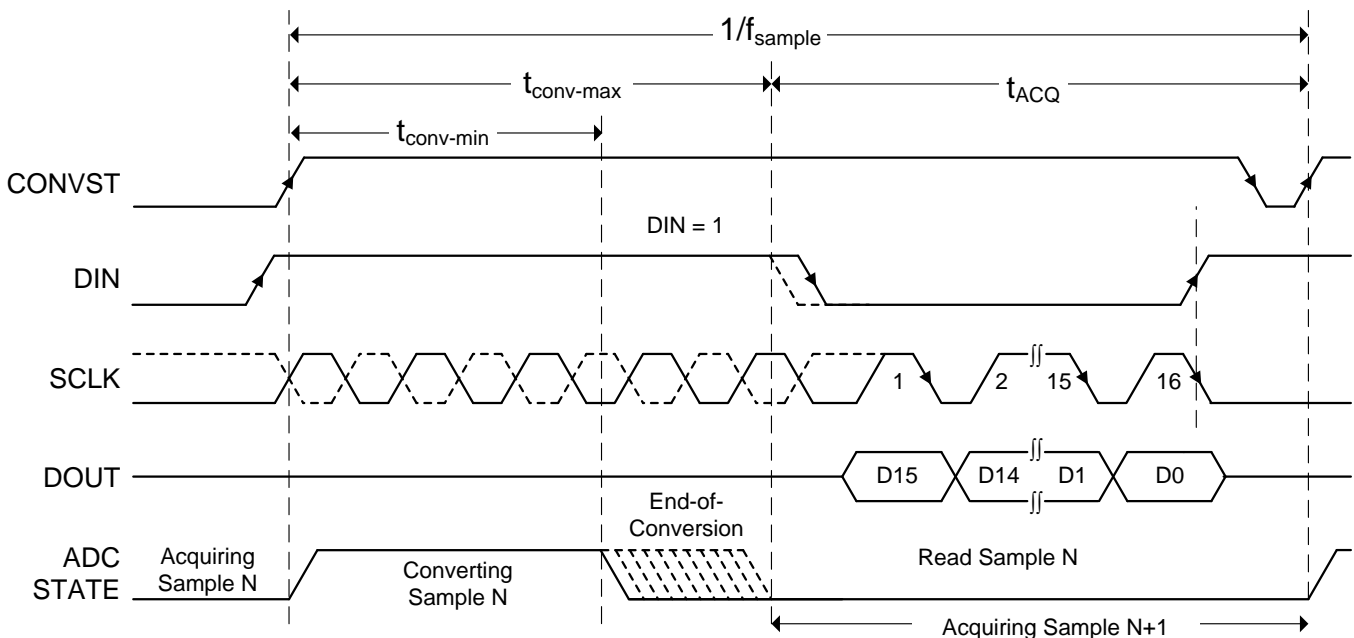 1/fsample
tconv-max
tACQ
tconv-min
CONVST
DIN = 1
DIN
SCLK
1
2
15
16
DOUT
D15
D14
D1
D0
End-of-
Conversion
ADC
STATE
Acquiring
Sample N
Converting
Sample N
Read Sample N
Acquiring Sample N+1